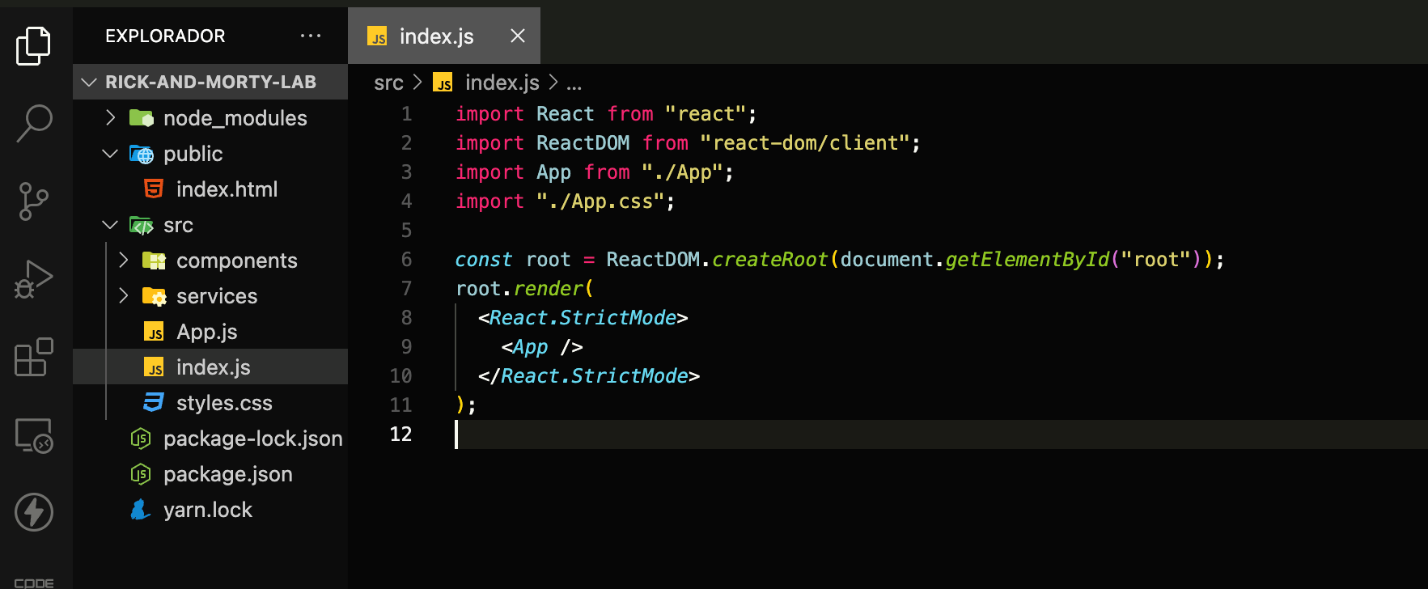 EXPLORADOR ...
RICK-AND-MORTY-LAB
node_modules
public
index.html
src
components
services
App.js
index.js
styles.css
package-lock.json
package.json
yarn.lock
CODE
index.js
src > index.js > ...
1 import React from "react";
2 import ReactDOM from "react-dom/client";
3 import App from "./App";
4 import "./App.css";
5
6 const root = ReactDOM.createRoot(document.getElementById("root"));
7 root.render(
8 <React.StrictMode>
9 <App />
10 </React.StrictMode>
11 );
12